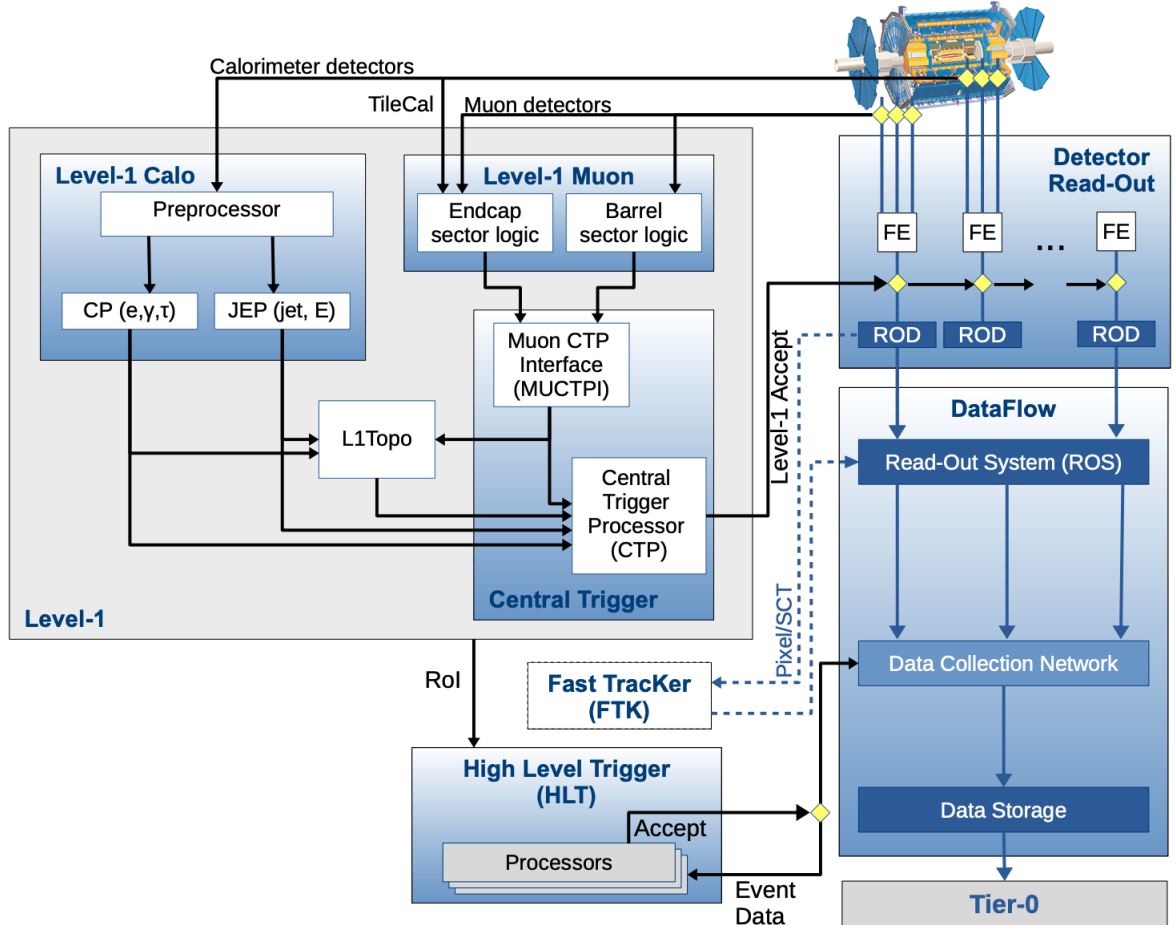 Calorimeter detectors
TileCal
Muon detectors
Detector
Read-Out
Level-1 Calo
Preprocessor
CP (e,γ,τ)
JEP (jet, E)
Level-1 Muon
Endcap
sector logic
Barrel
sector logic
FE
FE
...
FE
ROD
ROD
ROD
Muon CTP
Interface
(MUCTPI)
L1Topo
Central
Trigger
Processor
(CTP)
Central Trigger
Level-1
Level-1 Accept
DataFlow
Read-Out System (ROS)
Pixel/SCT
Data Collection Network
RoI
Fast TracKer
(FTK)
High Level Trigger
(HLT)
Accept
Processors
Event
Data
Data Storage
Tier-0